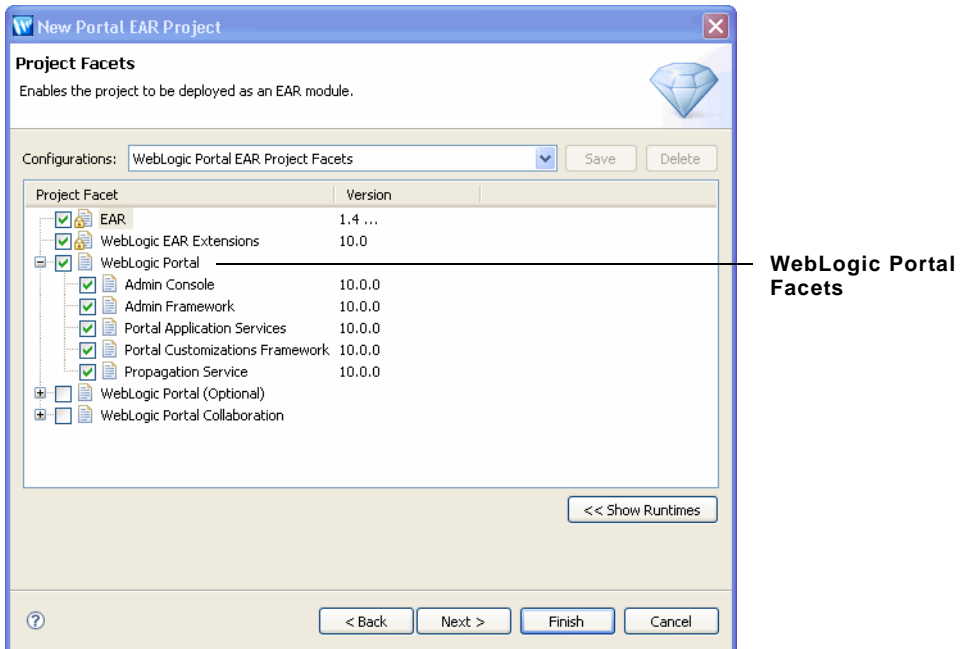 New Portal EAR Project
Project Facets
Enables the project to be deployed as an EAR module.
Configurations: WebLogic Portal EAR Project Facets Save Delete
Project Facet Version
EAR 1.4 ...
WebLogic EAR Extensions 10.0
WebLogic Portal
Admin Console 10.0.0
Admin Framework 10.0.0
Portal Application Services 10.0.0
Portal Customizations Framework 10.0.0
Propagation Service 10.0.0
WebLogic Portal (Optional)
WebLogic Portal Collaboration
<< Show Runtimes
? < Back Next > Finish Cancel
WebLogic Portal
Facets